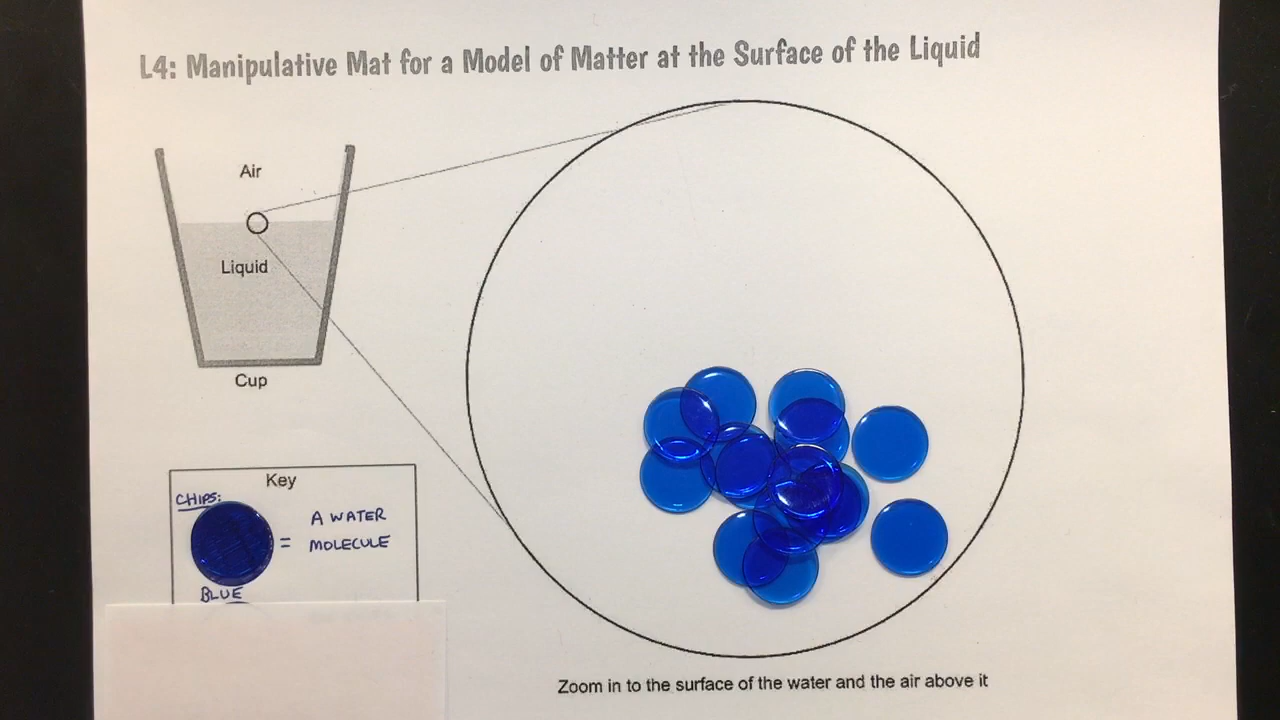 L4: Manipulative Mat for a Model of Matter at the Surface of the Liquid
Air
Liquid
Cup
Key
CHIPS:
= A WATER
MOLECULE
BLUE
Zoom in to the surface of the water and the air above it